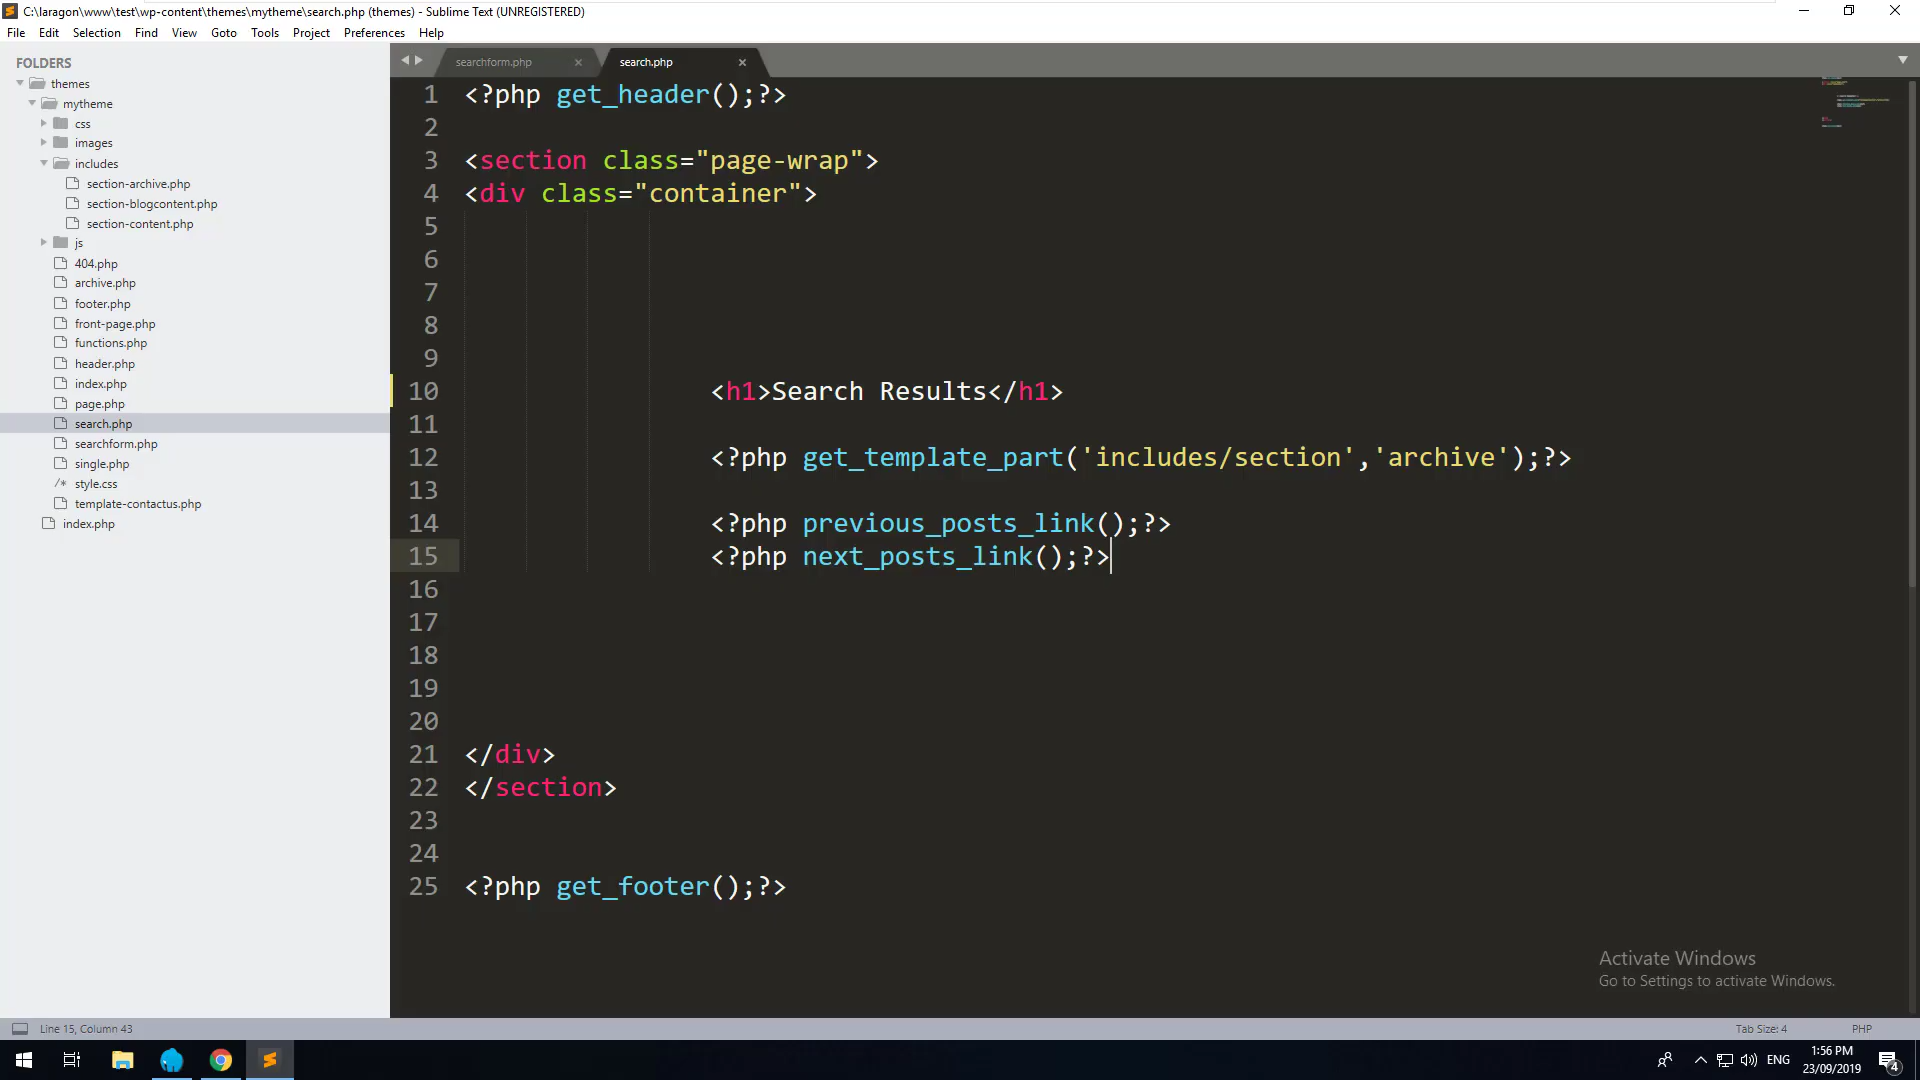 C:\laragon\www\test\wp-content\themes\mytheme\search.php (themes) - Sublime Text (UNREGISTERED)
File Edit Selection Find View Goto Tools Project Preferences Help
FOLDERS
themes
mytheme
css
images
includes
section-archive.php
section-blogcontent.php
section-content.php
js
404.php
archive.php
footer.php
front-page.php
functions.php
header.php
index.php
page.php
search.php
searchform.php
single.php
/* style.css
template-contactus.php
index.php
searchform.php × search.php ×
1 <?php get_header();?>
2
3 <section class="page-wrap">
4 <div class="container">
5
6
7
8
9
10 <h1>Search Results</h1>
11
12 <?php get_template_part('includes/section','archive');?>
13
14 <?php previous_posts_link();?>
15 <?php next_posts_link();?>
16
17
18
19
20
21 </div>
22 </section>
23
24
25 <?php get_footer();?>
Activate Windows
Go to Settings to activate Windows.
Line 15, Column 43 Tab Size: 4 PHP
ENG 1:56 PM 4
23/09/2019